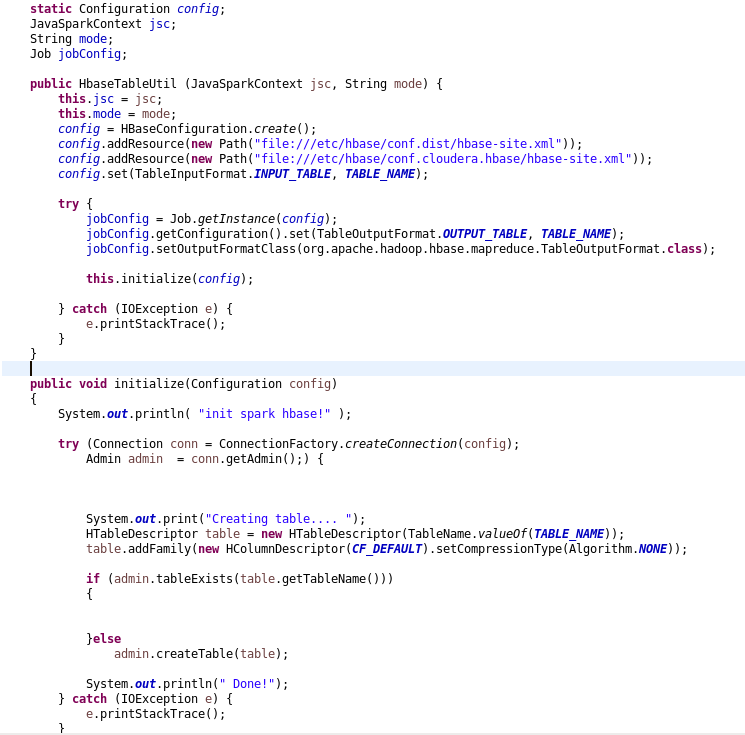 static Configuration config;
JavaSparkContext jsc;
String mode;
Job jobConfig;
public HbaseTableUtil (JavaSparkContext jsc, String mode) {
this.jsc = jsc;
this.mode = mode;
config = HBaseConfiguration.create();
config.addResource(new Path("file:///etc/hbase/conf.dist/hbase-site.xml"));
config.addResource(new Path("file:///etc/hbase/conf.cloudera.hbase/hbase-site.xml"));
config.set(TableInputFormat.INPUT_TABLE, TABLE_NAME);
try {
jobConfig = Job.getInstance(config);
jobConfig.getConfiguration().set(TableOutputFormat.OUTPUT_TABLE, TABLE_NAME);
jobConfig.setOutputFormatClass(org.apache.hadoop.hbase.mapreduce.TableOutputFormat.class);
this.initialize(config);
} catch (IOException e) {
e.printStackTrace();
}
}
public void initialize(Configuration config)
{
System.out.println( "init spark hbase!" );
try (Connection conn = ConnectionFactory.createConnection(config);
Admin admin  = conn.getAdmin();) {
System.out.print("Creating table.... ");
HTableDescriptor table = new HTableDescriptor(TableName.valueOf(TABLE_NAME));
table.addFamily(new HColumnDescriptor(CF_DEFAULT).setCompressionType(Algorithm.NONE));
if (admin.tableExists(table.getTableName()))
{
}else
admin.createTable(table);
System.out.println(" Done!");
} catch (IOException e) {
e.printStackTrace();
}